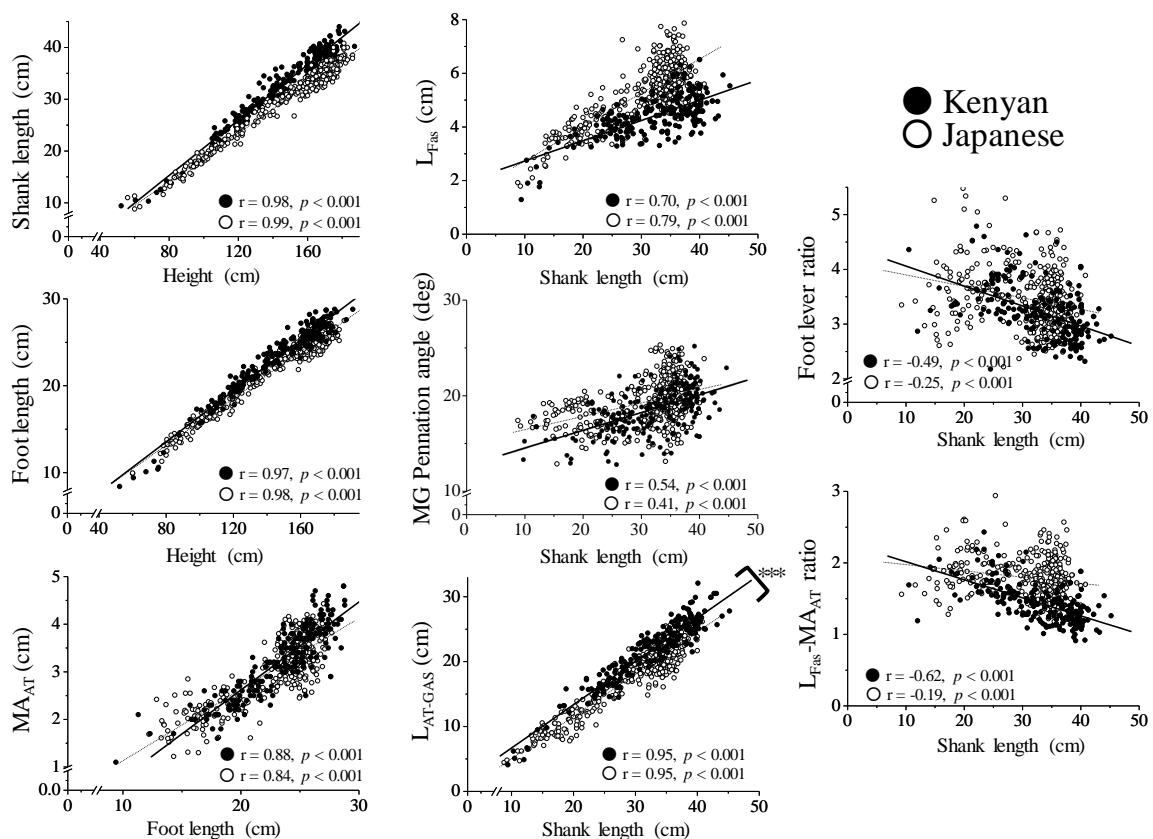 Shank length (cm)
40
30
20
10
0
0 40 80 120 160
Height (cm)
● r = 0.98, p < 0.001
○ r = 0.99, p < 0.001
Foot length (cm)
30
20
10
0
0 40 80 120 160
Height (cm)
● r = 0.97, p < 0.001
○ r = 0.98, p < 0.001
MA_AT (cm)
5
4
3
2
1
0
0 10 20 30
Foot length (cm)
● r = 0.88, p < 0.001
○ r = 0.84, p < 0.001
L_Fas (cm)
8
6
4
2
0
0 10 20 30 40 50
Shank length (cm)
● r = 0.70, p < 0.001
○ r = 0.79, p < 0.001
MG Pennation angle (deg)
30
20
10
0
0 10 20 30 40 50
Shank length (cm)
● r = 0.54, p < 0.001
○ r = 0.41, p < 0.001
L_AT-GAS (cm)
30
20
10
0
0 10 20 30 40 50
Shank length (cm)
***
● r = 0.95, p < 0.001
○ r = 0.95, p < 0.001
● Kenyan
○ Japanese
Foot lever ratio
5
4
3
2
0
0 10 20 30 40 50
Shank length (cm)
● r = -0.49, p < 0.001
○ r = -0.25, p < 0.001
L_Fas-MA_AT ratio
3
2
1
0
0 10 20 30 40 50
Shank length (cm)
● r = -0.62, p < 0.001
○ r = -0.19, p < 0.001